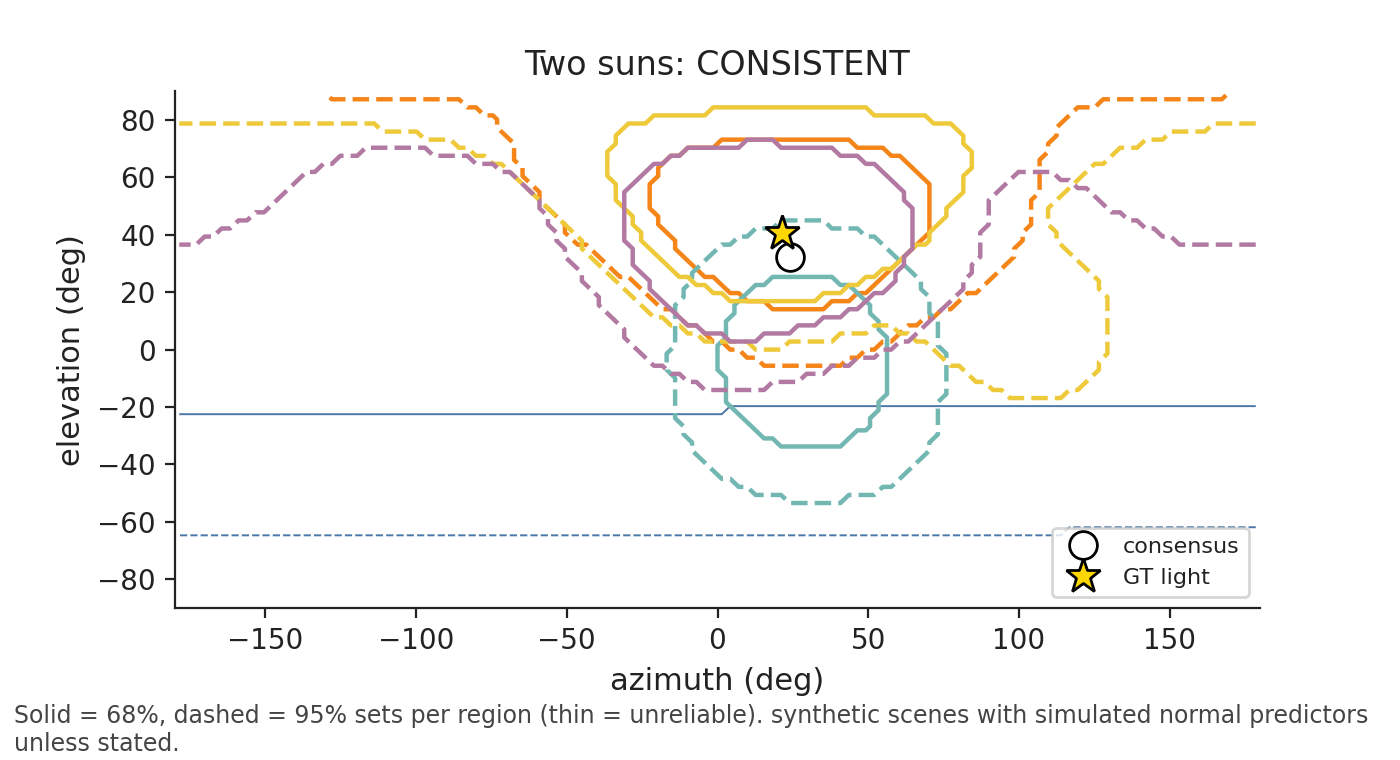 Two suns: CONSISTENT
elevation (deg)
80
60
40
20
0
−20
−40
−60
−80
consensus
GT light
−150
−100
−50
0
50
100
150
azimuth (deg)
Solid = 68%, dashed = 95% sets per region (thin = unreliable). synthetic scenes with simulated normal predictors
unless stated.